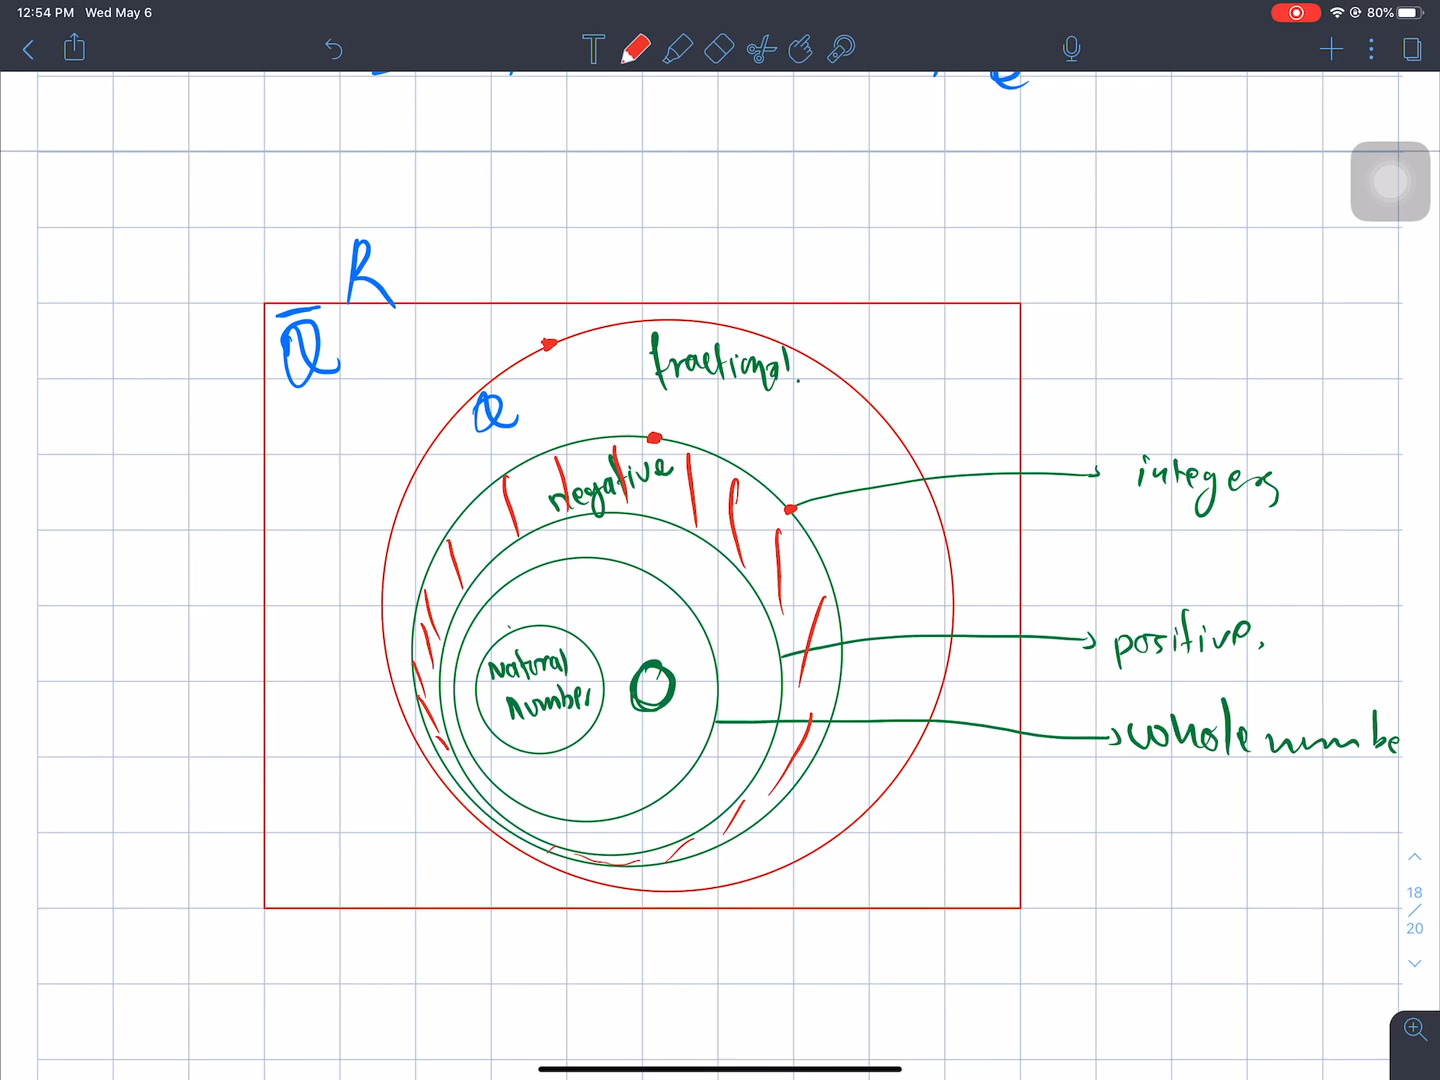 12:54 PM Wed May 6
80%
T
R
Q̅
fractional.
Q
negative
integers
positive.
Natural
Number
0
whole numbe
18
/
20